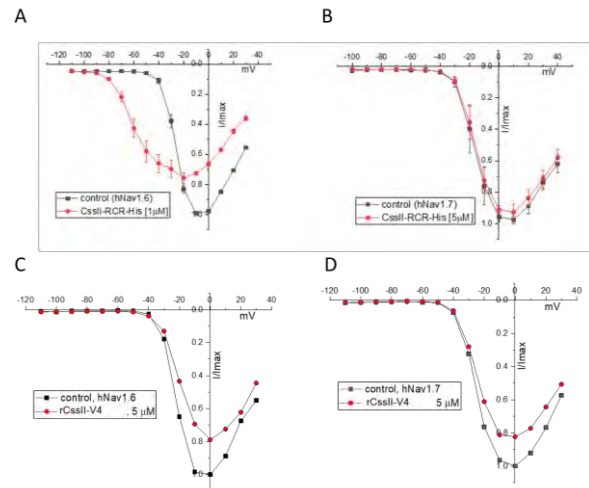 A
-120 -100 -80 -60 -40 -20 0 20 40
mV
0.0
0.2
0.4
0.6
0.8
1.0
I/Imax
control (hNav1.6)
CssII-RCR-His [1µM]
B
-100 -80 -60 -40 -20 0 20 40
mV
0.0
0.2
0.4
0.6
0.8
1.0
I/Imax
control (hNav1.7)
CssII-RCR-His [5µM]
C
-120 -100 -80 -60 -40 -20 0 20 40
mV
0.0
0.2
0.4
0.6
0.8
1.0
I/Imax
control, hNav1.6
rCssII-V4 , 5 µM
D
-120 -100 -80 -60 -40 -20 0 20 40
mV
0.0
0.2
0.4
0.6
0.8
1.0
I/Imax
control, hNav1.7
rCssII-V4 5 µM